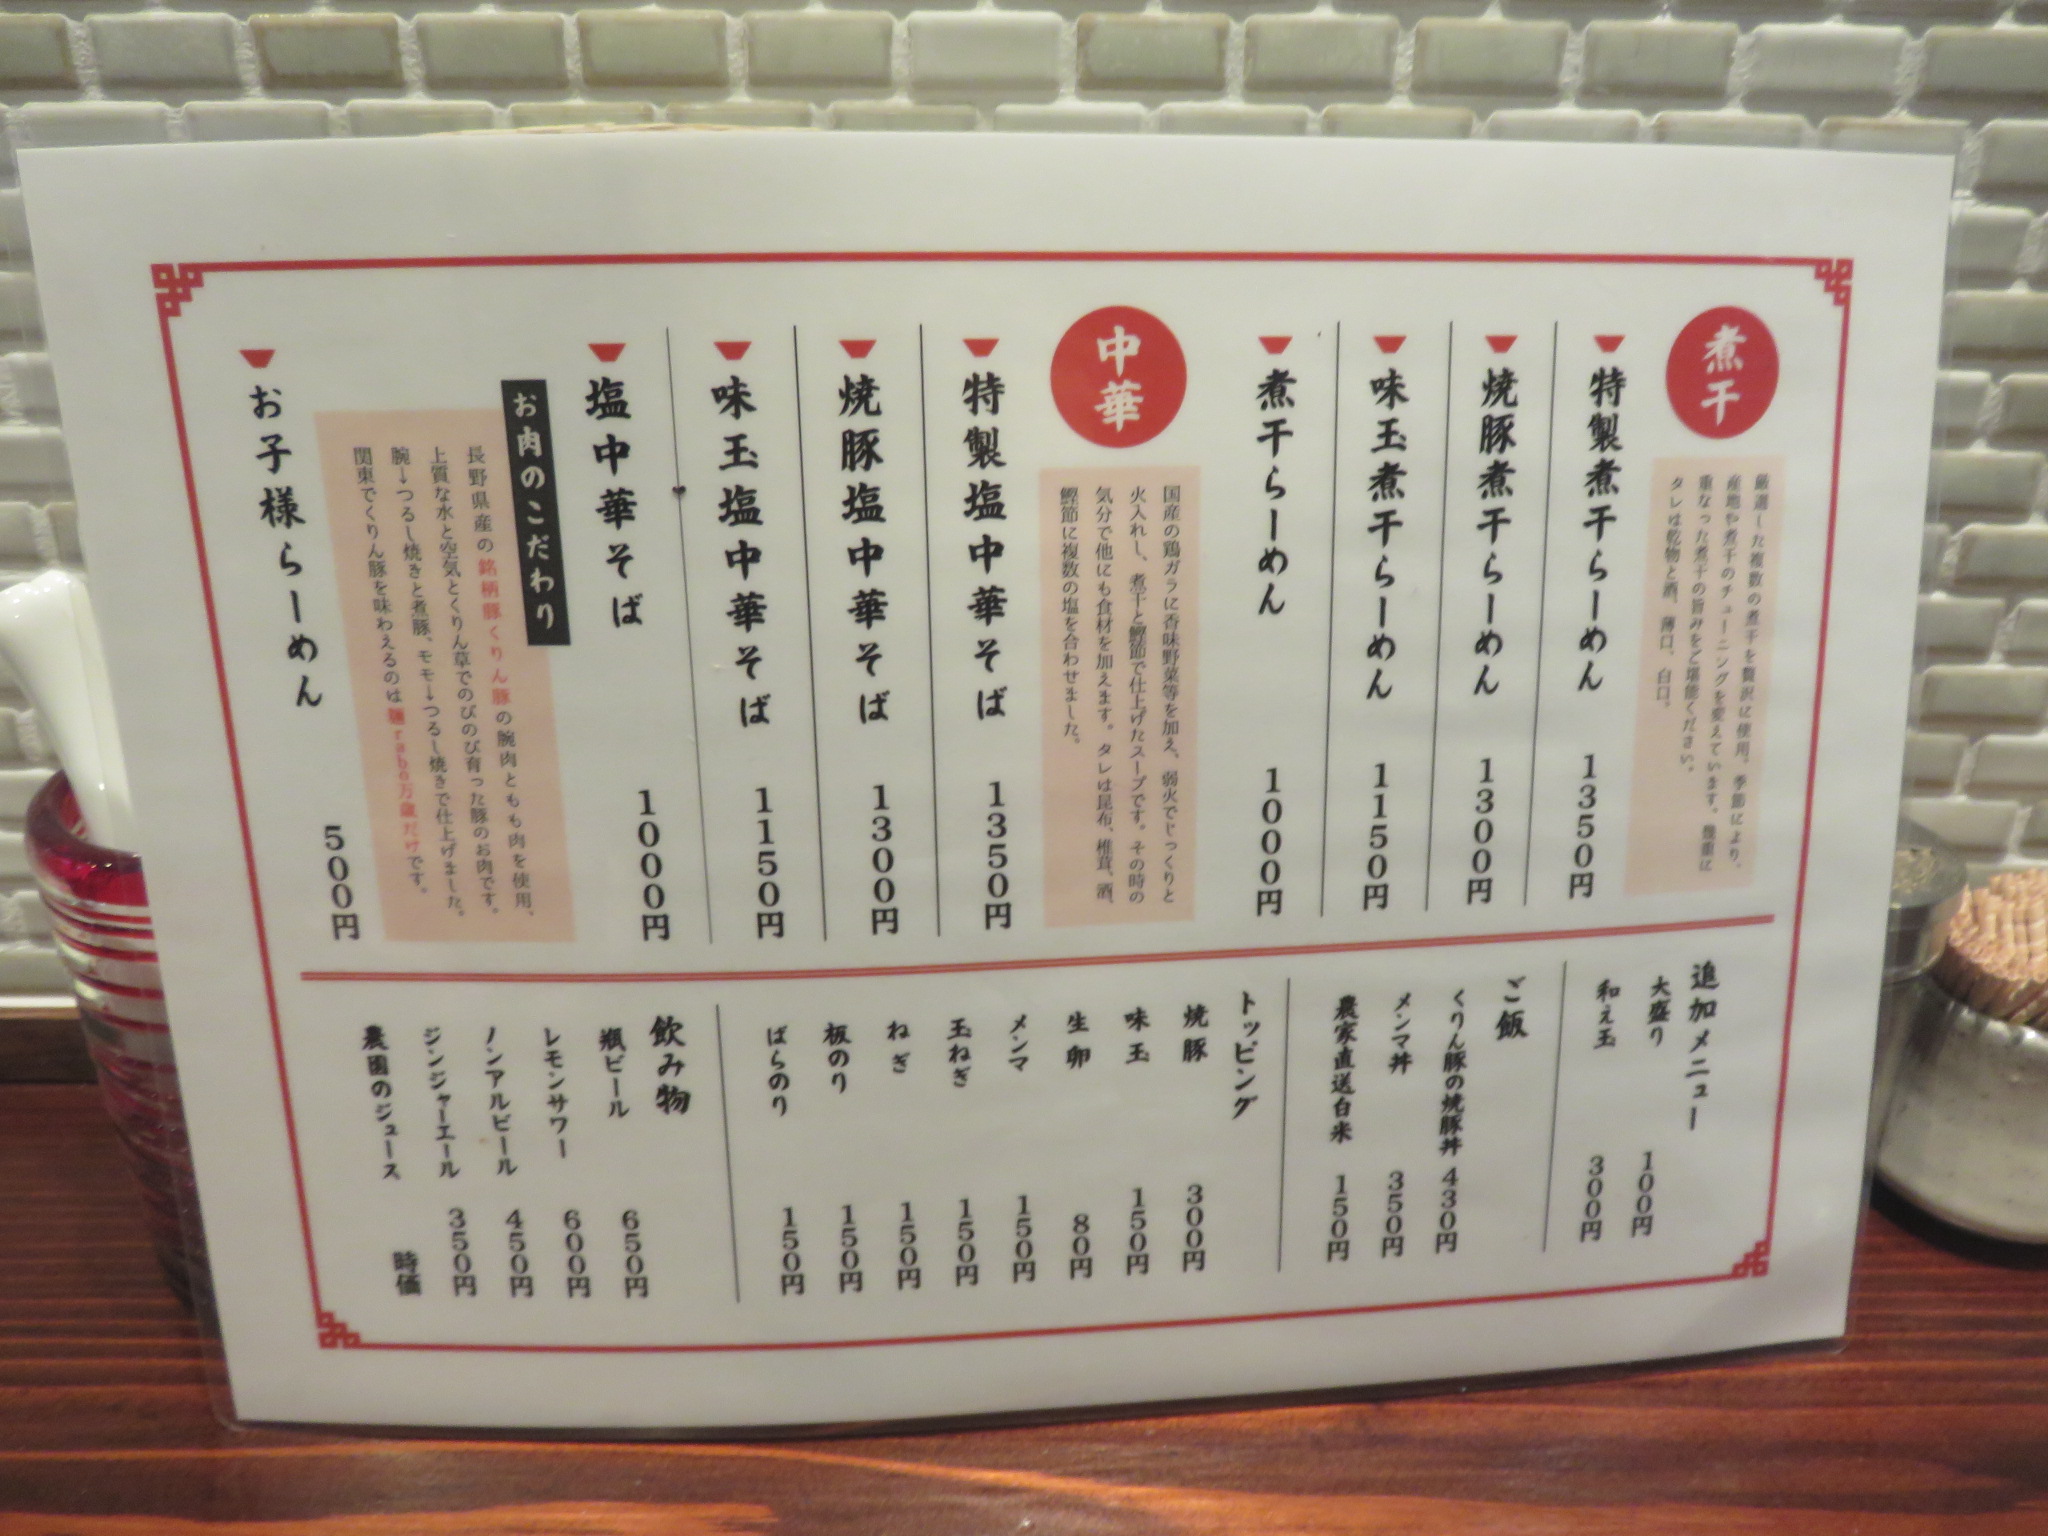 煮干
厳選した複数の煮干を贅沢に使用。季節により、
産地や煮干のチューニングを変えています。幾重に
重なった煮干の旨みをご堪能ください。
タレは乾物と酒、薄口、白口。
特製煮干らーめん 1350円
焼豚煮干らーめん 1300円
味玉煮干らーめん 1150円
煮干らーめん 1000円
中華
国産の鶏ガラに香味野菜等を加え、弱火でじっくりと
火入れし、煮干と鰹節で仕上げたスープです。その時の
気分で他にも食材を加えます。タレは昆布、椎茸、酒、
鰹節に複数の塩を合わせました。
特製塩中華そば 1350円
焼豚塩中華そば 1300円
味玉塩中華そば 1150円
塩中華そば 1000円
お肉のこだわり
長野県産の銘柄豚くりん豚の腕肉ともも肉を使用、
上質な水と空気とくりん草でのびのび育った豚のお肉です。
腕→つるし焼きと煮豚、モモ→つるし焼きで仕上げました。
関東でくりん豚を味わえるのは麺rabo万歳だけです。
お子様らーめん 500円
追加メニュー
大盛り 100円
和え玉 300円
ご飯
くりん豚の焼豚丼 430円
メンマ丼 350円
農家直送白米 150円
トッピング
焼豚 300円
味玉 150円
生卵 80円
メンマ 150円
玉ねぎ 150円
ねぎ 150円
板のり 150円
ばらのり 150円
飲み物
瓶ビール 650円
レモンサワー 600円
ノンアルビール 450円
ジンジャーエール 350円
農園のジュース 時価